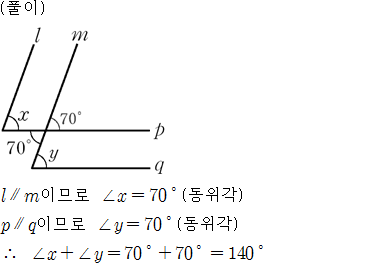 (풀이)
l m
x 70°
p
70° y
q
l∥m이므로 ∠x=70°(동위각)
p∥q이므로 ∠y=70°(동위각)
∴ ∠x+∠y=70°+70°=140°